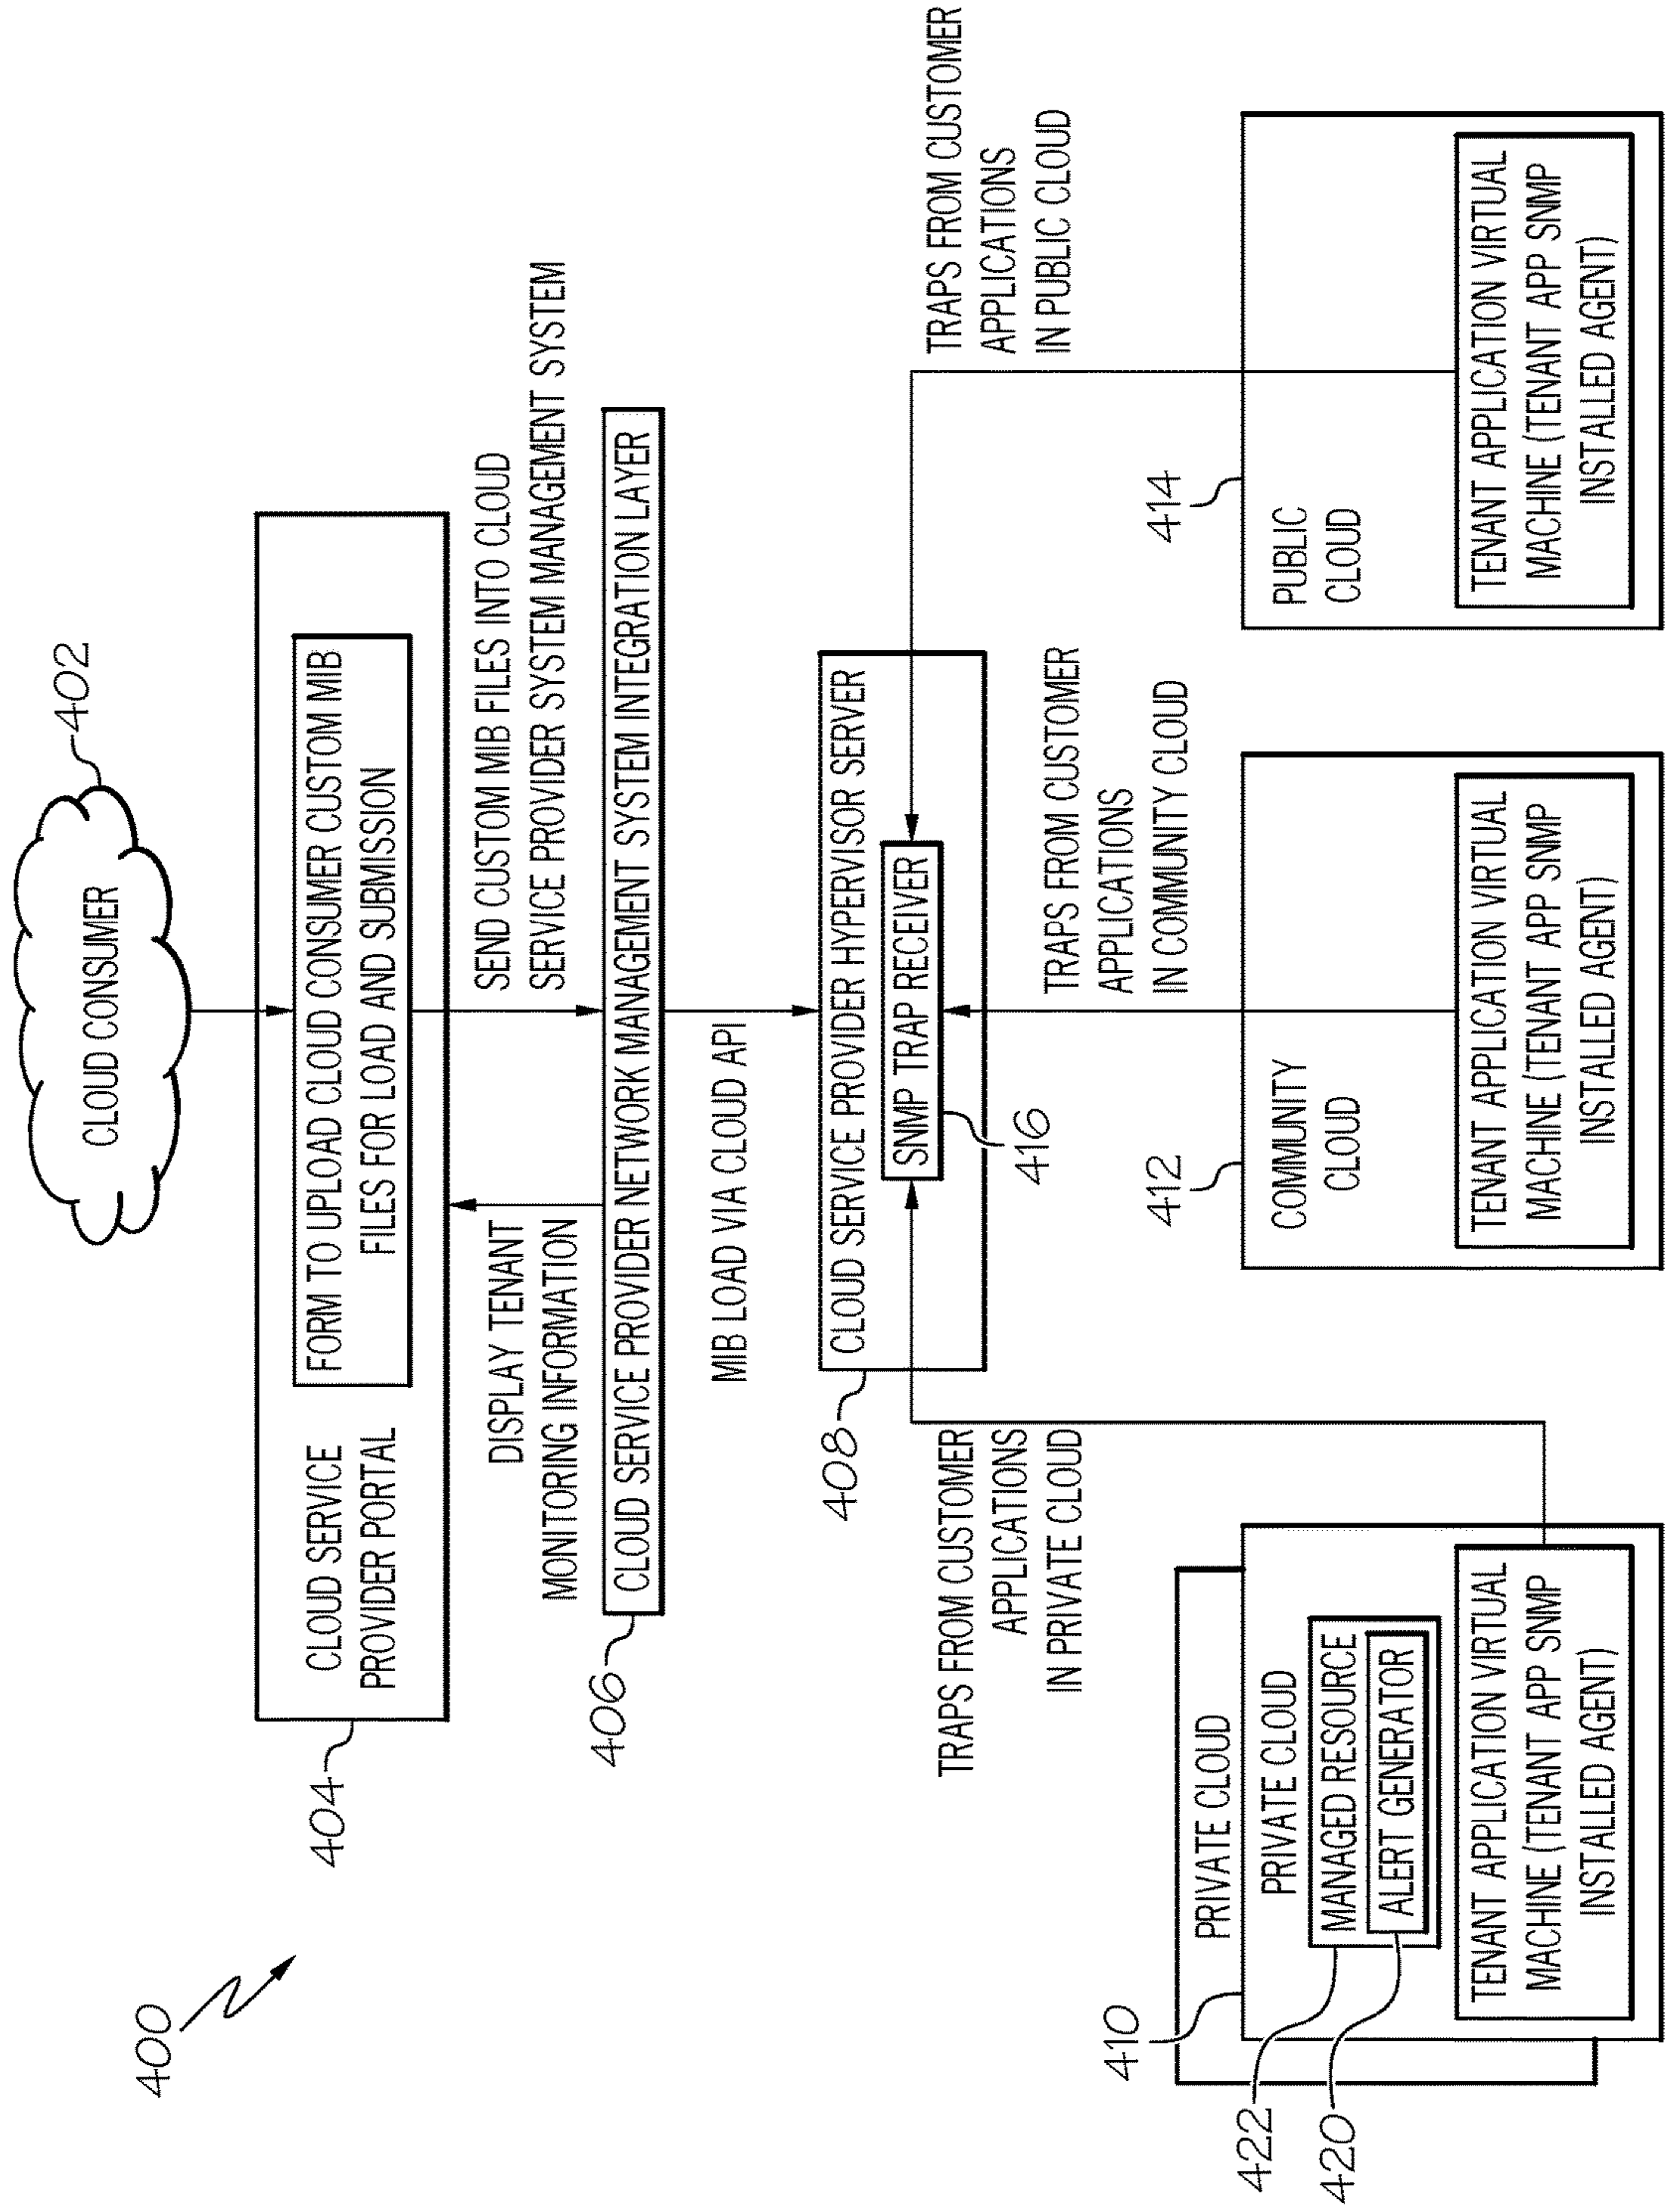 400
CLOUD CONSUMER
402
404
CLOUD SERVICE
PROVIDER PORTAL
FORM TO UPLOAD CLOUD CONSUMER CUSTOM MIB
FILES FOR LOAD AND SUBMISSION
DISPLAY TENANT
MONITORING INFORMATION
SEND CUSTOM MIB FILES INTO CLOUD
SERVICE PROVIDER SYSTEM MANAGEMENT SYSTEM
406
CLOUD SERVICE PROVIDER NETWORK MANAGEMENT SYSTEM INTEGRATION LAYER
MIB LOAD VIA CLOUD API
408
CLOUD SERVICE PROVIDER HYPERVISOR SERVER
SNMP TRAP RECEIVER
416
TRAPS FROM CUSTOMER
APPLICATIONS
IN PRIVATE CLOUD
TRAPS FROM CUSTOMER
APPLICATIONS
IN COMMUNITY CLOUD
TRAPS FROM CUSTOMER
APPLICATIONS
IN PUBLIC CLOUD
410
PRIVATE CLOUD
PRIVATE CLOUD
422
MANAGED RESOURCE
420
ALERT GENERATOR
TENANT APPLICATION VIRTUAL
MACHINE (TENANT APP SNMP
INSTALLED AGENT)
412
COMMUNITY
CLOUD
TENANT APPLICATION VIRTUAL
MACHINE (TENANT APP SNMP
INSTALLED AGENT)
414
PUBLIC
CLOUD
TENANT APPLICATION VIRTUAL
MACHINE (TENANT APP SNMP
INSTALLED AGENT)